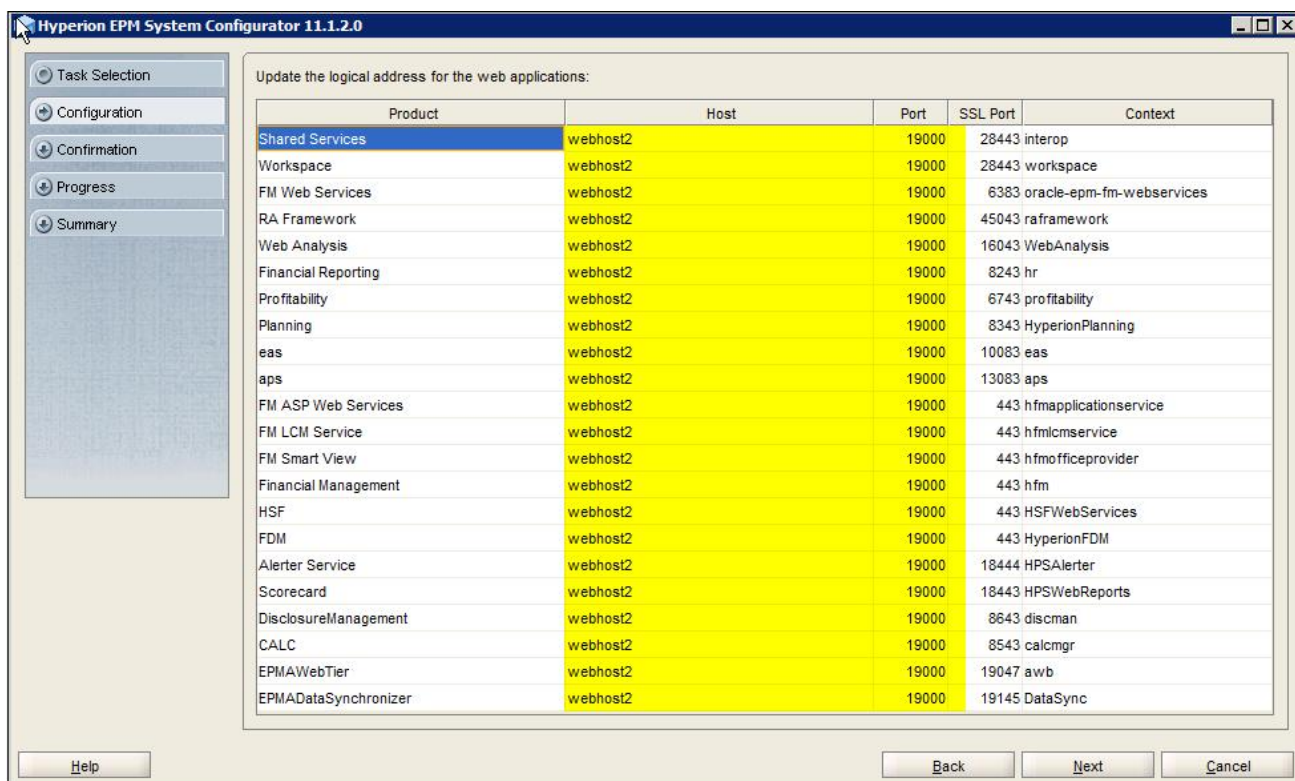 Hyperion EPM System Configurator 11.1.2.0
Task Selection
Configuration
Confirmation
Progress
Summary
Update the logical address for the web applications:
Product Host Port SSL Port Context
Shared Services webhost2 19000 28443 interop
Workspace webhost2 19000 28443 workspace
FM Web Services webhost2 19000 6383 oracle-epm-fm-webservices
RA Framework webhost2 19000 45043 raframework
Web Analysis webhost2 19000 16043 WebAnalysis
Financial Reporting webhost2 19000 8243 hr
Profitability webhost2 19000 6743 profitability
Planning webhost2 19000 8343 HyperionPlanning
eas webhost2 19000 10083 eas
aps webhost2 19000 13083 aps
FM ASP Web Services webhost2 19000 443 hfmapplicationservice
FM LCM Service webhost2 19000 443 hfmlcmservice
FM Smart View webhost2 19000 443 hfmofficeprovider
Financial Management webhost2 19000 443 hfm
HSF webhost2 19000 443 HSFWebServices
FDM webhost2 19000 443 HyperionFDM
Alerter Service webhost2 19000 18444 HPSAlerter
Scorecard webhost2 19000 18443 HPSWebReports
DisclosureManagement webhost2 19000 8643 discman
CALC webhost2 19000 8543 calcmgr
EPMAWebTier webhost2 19000 19047 awb
EPMADataSynchronizer webhost2 19000 19145 DataSync
Help Back Next Cancel